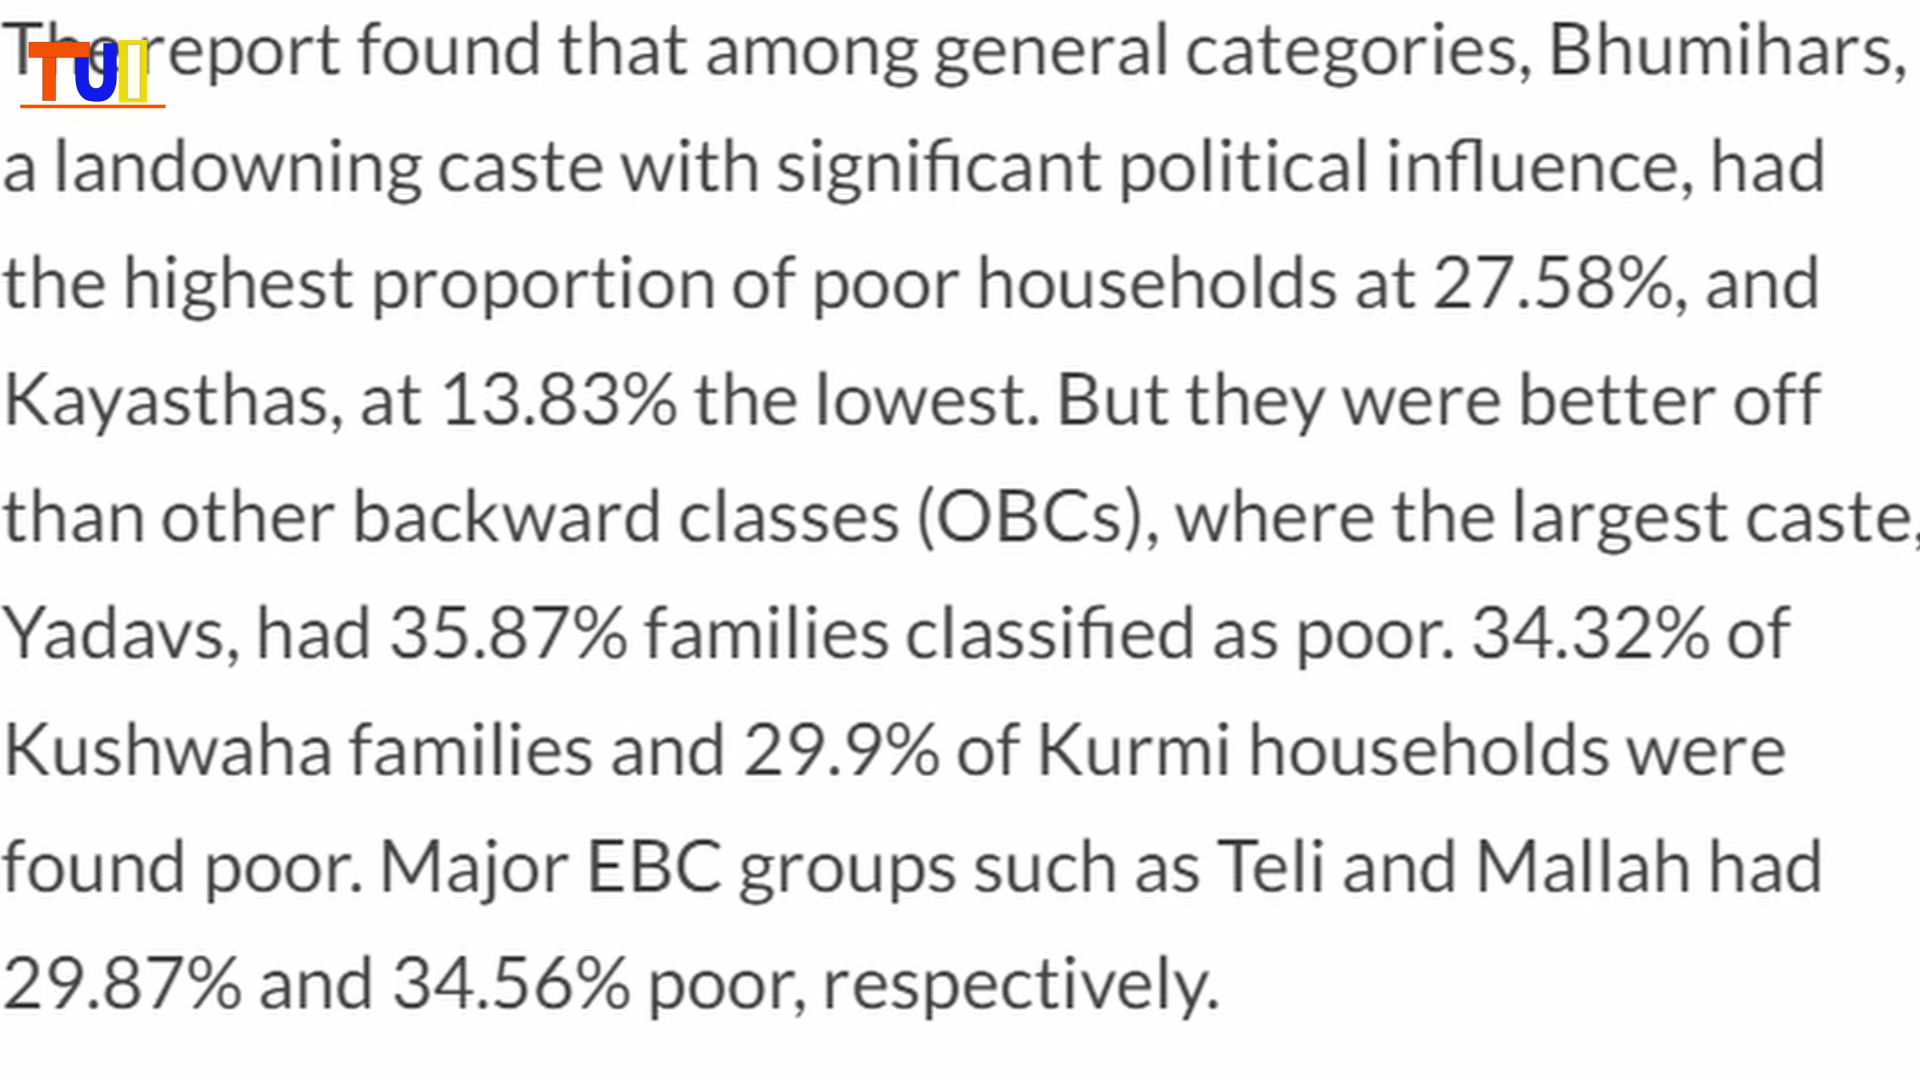 The report found that among general categories, Bhumihars,
TUI
a landowning caste with significant political influence, had
the highest proportion of poor households at 27.58%, and
Kayasthas, at 13.83% the lowest. But they were better off
than other backward classes (OBCs), where the largest caste,
Yadavs, had 35.87% families classified as poor. 34.32% of
Kushwaha families and 29.9% of Kurmi households were
found poor. Major EBC groups such as Teli and Mallah had
29.87% and 34.56% poor, respectively.